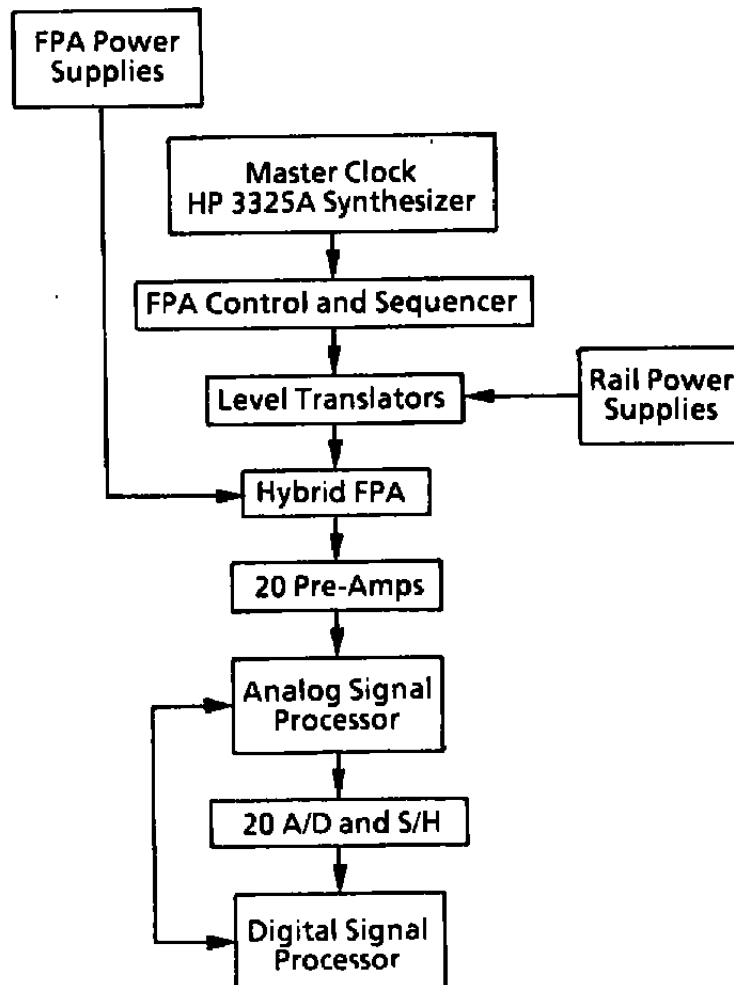 FPA Power
Supplies
Master Clock
HP 3325A Synthesizer
FPA Control and Sequencer
Level Translators
Rail Power
Supplies
Hybrid FPA
20 Pre-Amps
Analog Signal
Processor
20 A/D and S/H
Digital Signal
Processor